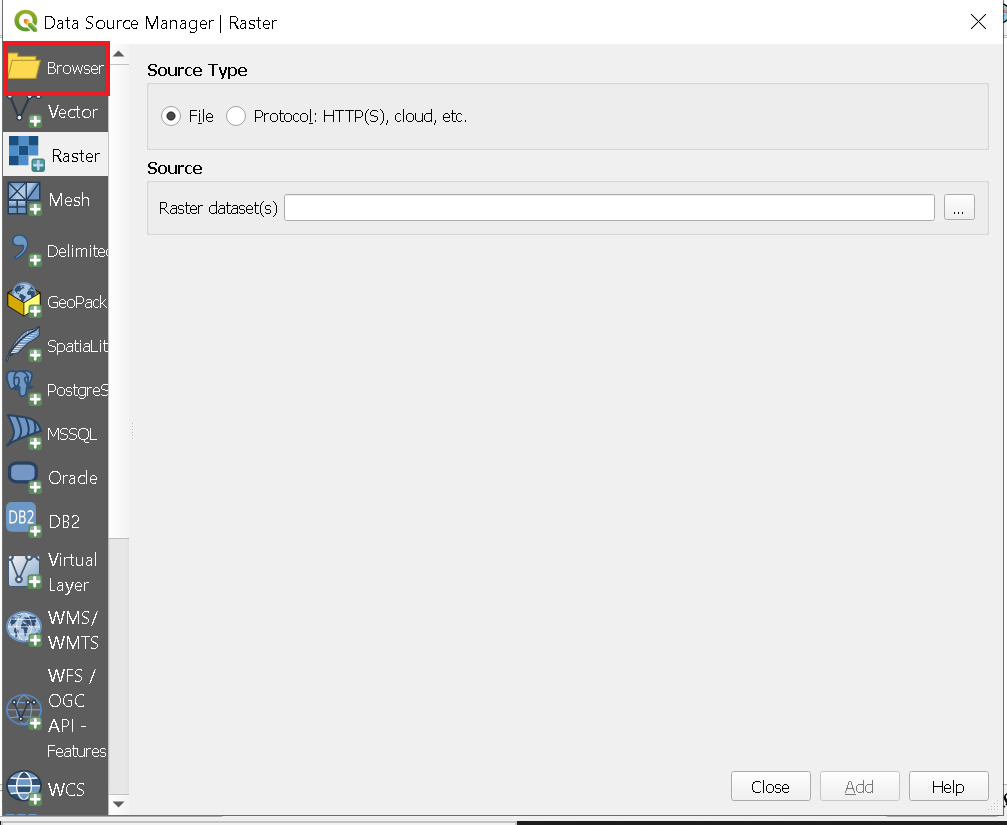 Data Source Manager | Raster
Browser
Vector
Raster
Mesh
Delimited
GeoPack
SpatiaLit
PostgreS
MSSQL
Oracle
DB2
DB2
Virtual
Layer
WMS/
WMTS
WFS /
OGC
API -
Features
WCS
Source Type
File
Protocol: HTTP(S), cloud, etc.
Source
Raster dataset(s)
...
Close
Add
Help